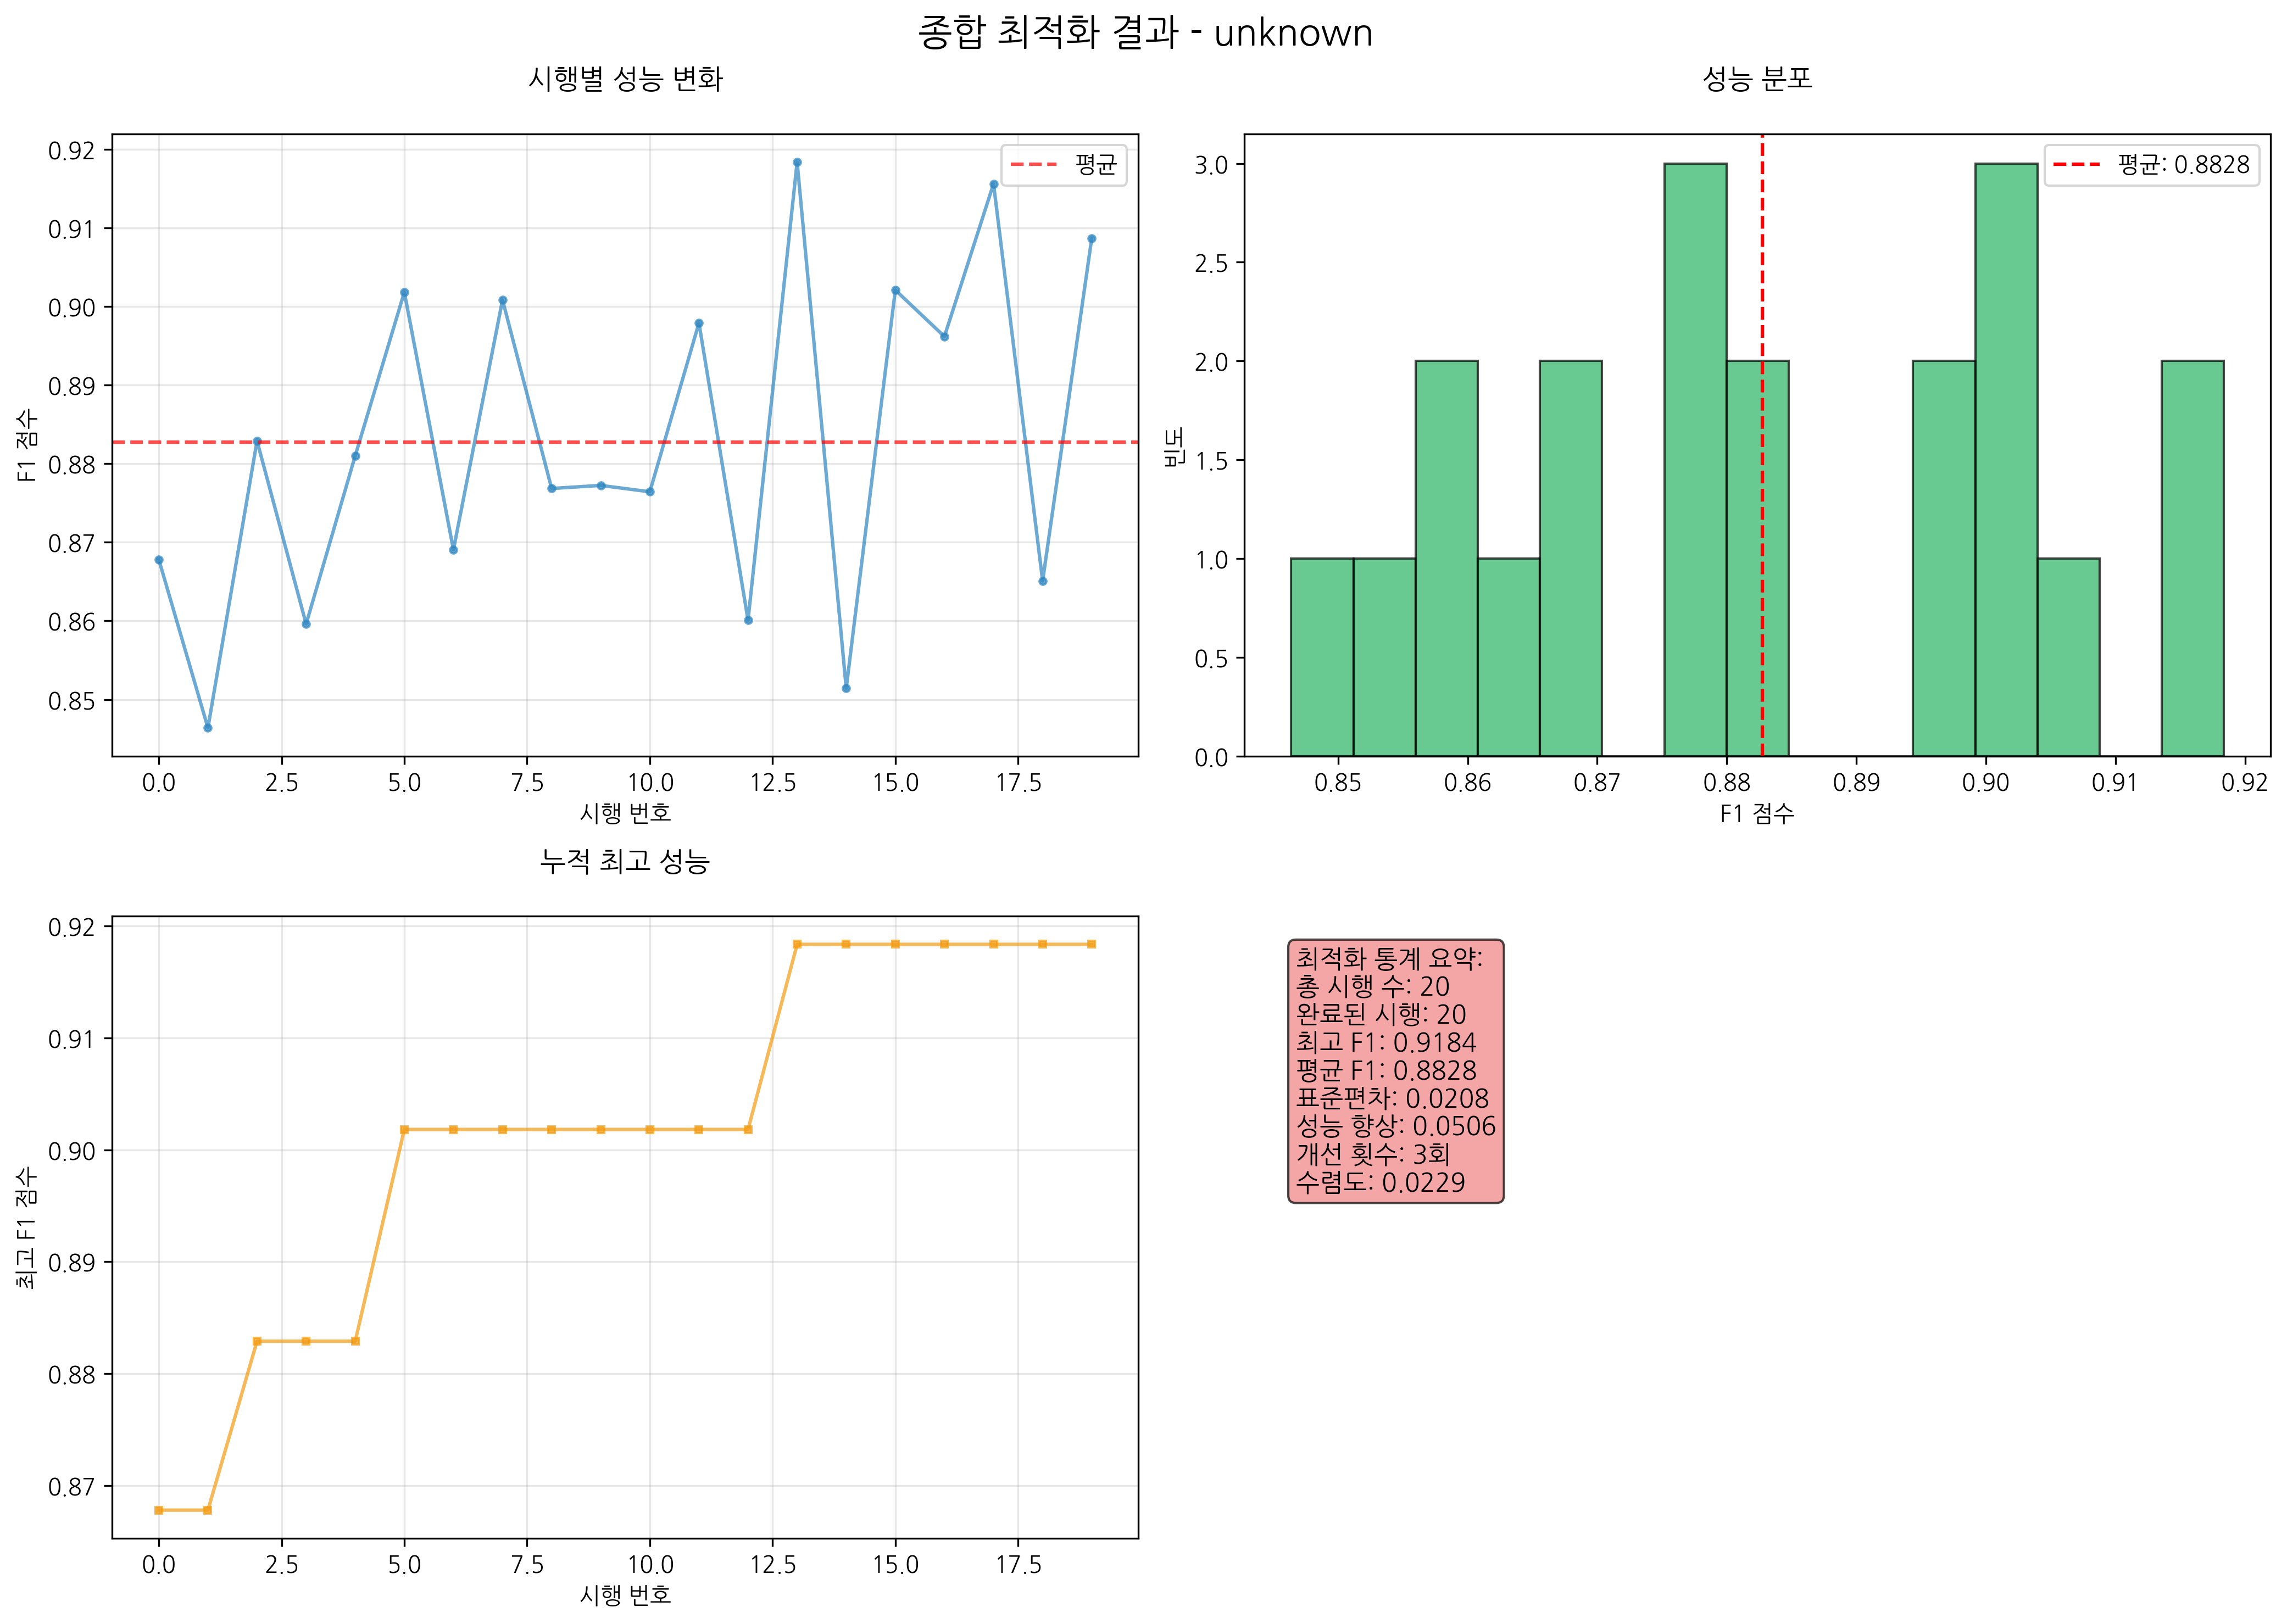 종합 최적화 결과 - unknown
시행별 성능 변화
F1 점수
0.92
0.91
0.90
0.89
0.88
0.87
0.86
0.85
평균
0.0 2.5 5.0 7.5 10.0 12.5 15.0 17.5
시행 번호
성능 분포
빈도
3.0
2.5
2.0
1.5
1.0
0.5
0.0
평균: 0.8828
0.85 0.86 0.87 0.88 0.89 0.90 0.91 0.92
F1 점수
누적 최고 성능
최고 F1 점수
0.92
0.91
0.90
0.89
0.88
0.87
0.0 2.5 5.0 7.5 10.0 12.5 15.0 17.5
시행 번호
최적화 통계 요약:
총 시행 수: 20
완료된 시행: 20
최고 F1: 0.9184
평균 F1: 0.8828
표준편차: 0.0208
성능 향상: 0.0506
개선 횟수: 3회
수렴도: 0.0229